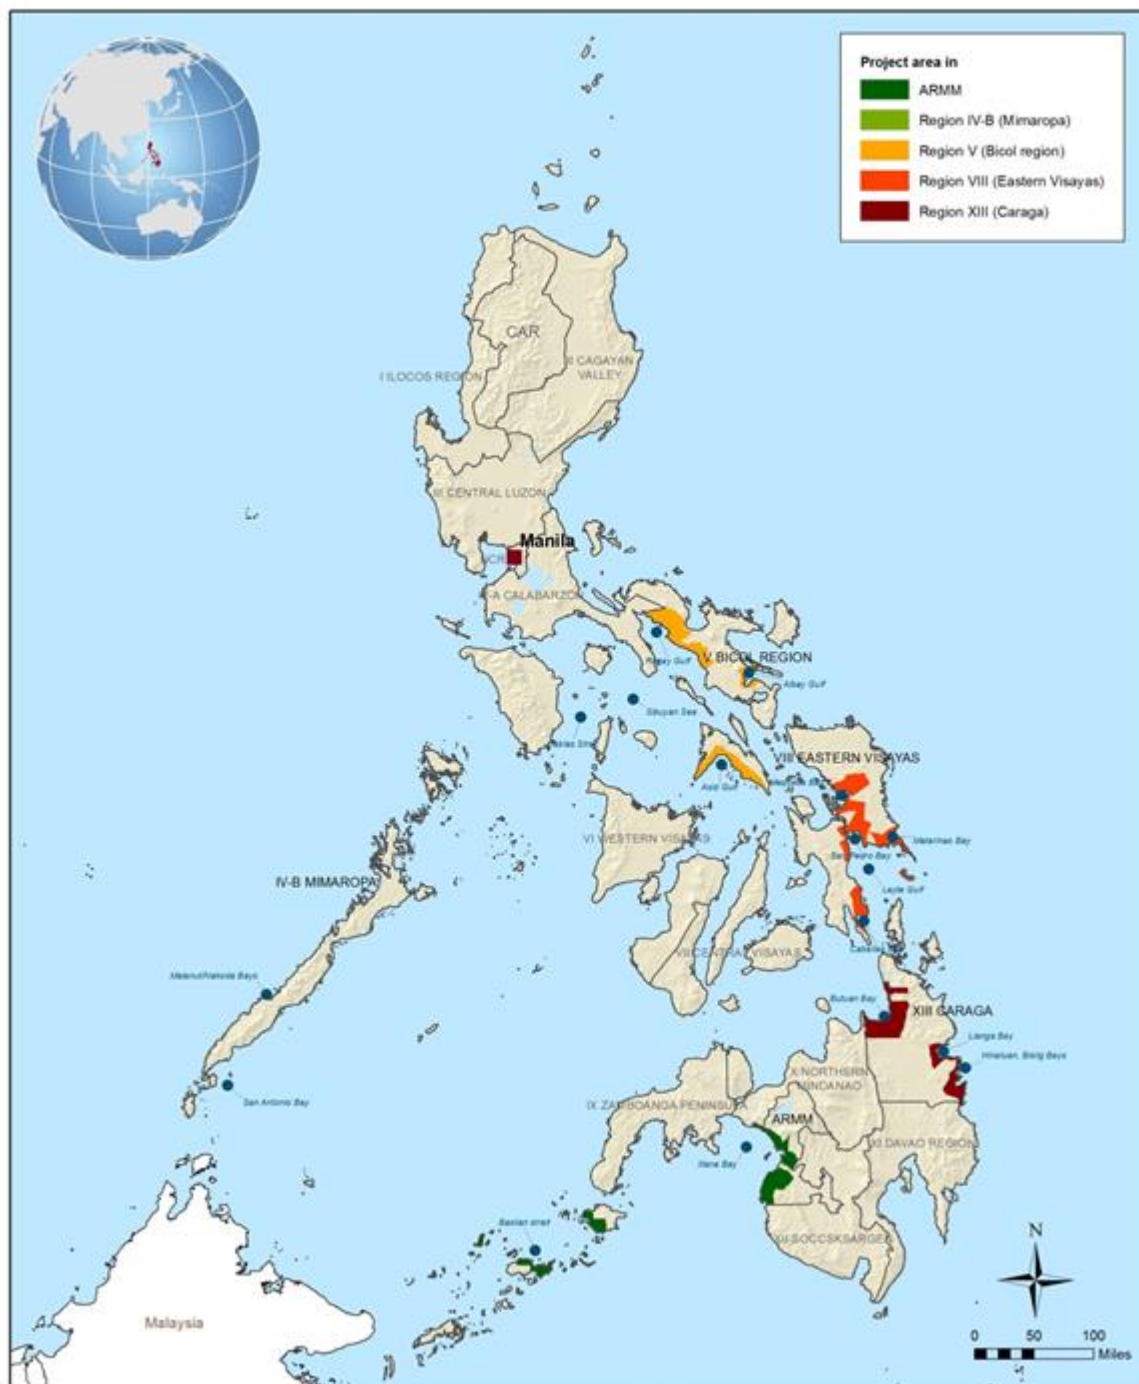 Project area in
ARMM
Region IV-B (Mimaropa)
Region V (Bicol region)
Region VIII (Eastern Visayas)
Region XIII (Caraga)
CAR
I ILOCOS REGION
II CAGAYAN
VALLEY
III CENTRAL LUZON
Manila
CALABARZON
Ragay Gulf
V BICOL REGION
Albay Gulf
Sibuyan Sea
VIII EASTERN VISAYAS
Asid Gulf
VI WESTERN VISAYAS
Matarinao Bay
San Pedro Bay
Leyte Gulf
IV-B MIMAROPA
VII CENTRAL VISAYAS
Butuan Bay
XIII CARAGA
Lianga Bay
Hinatuan, Bislig Bays
X NORTHERN
MINDANAO
San Antonio Bay
IX ZAMBOANGA PENINSULA
ARMM
XI DAVAO REGION
Illana Bay
Basilan strait
XII SOCCSKSARGEN
N
Malaysia
0 50 100
Miles